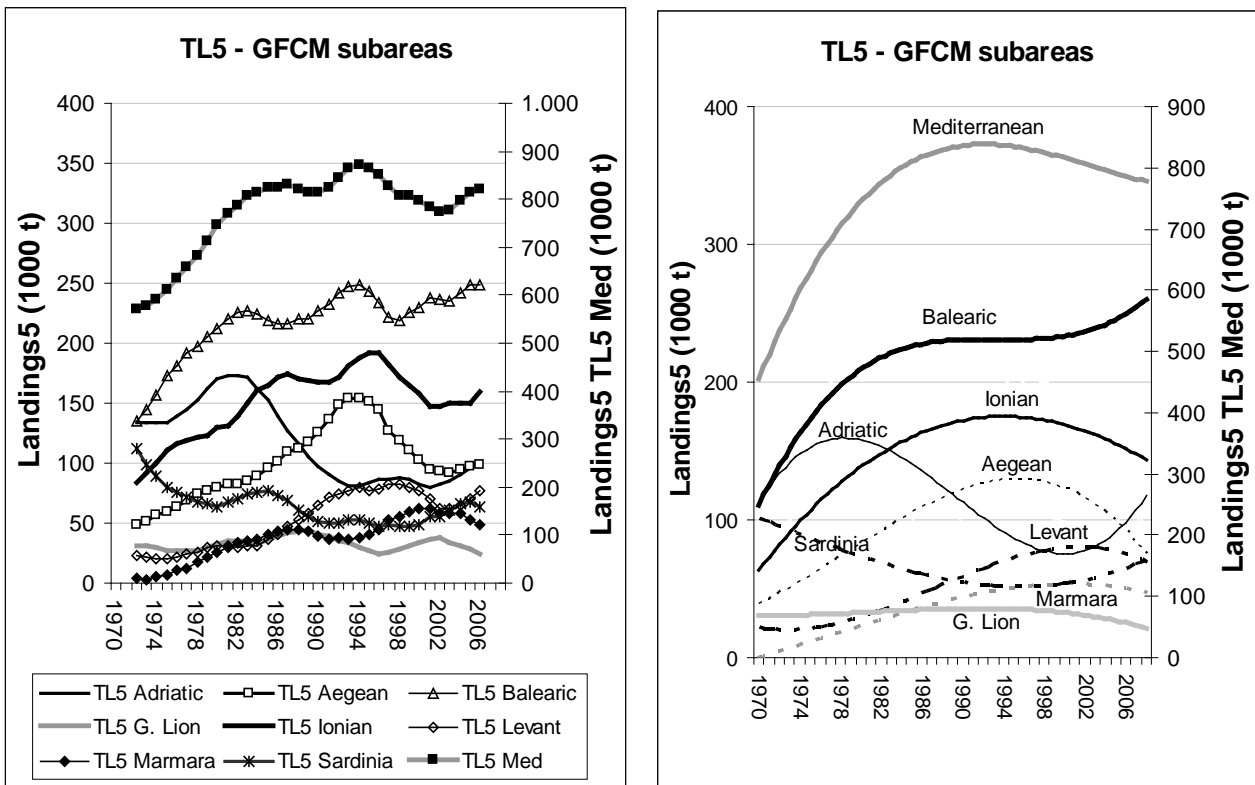 TL5 - GFCM subareas
Landings5 (1000 t)
400
350
300
250
200
150
100
50
0
1.000
900
800
700
600
500
400
300
200
100
0
Landings5 TL5 Med (1000 t)
1970
1974
1978
1982
1986
1990
1994
1998
2002
2006
TL5 Adriatic
TL5 Aegean
TL5 Balearic
TL5 G. Lion
TL5 Ionian
TL5 Levant
TL5 Marmara
TL5 Sardinia
TL5 Med
TL5 - GFCM subareas
Landings5 (1000 t)
400
300
200
100
0
Mediterranean
Balearic
Ionian
Adriatic
Aegean
Levant
Sardinia
Marmara
G. Lion
900
800
700
600
500
400
300
200
100
0
Landings5 TL5 Med (1000 t)
1970
1974
1978
1982
1986
1990
1994
1998
2002
2006